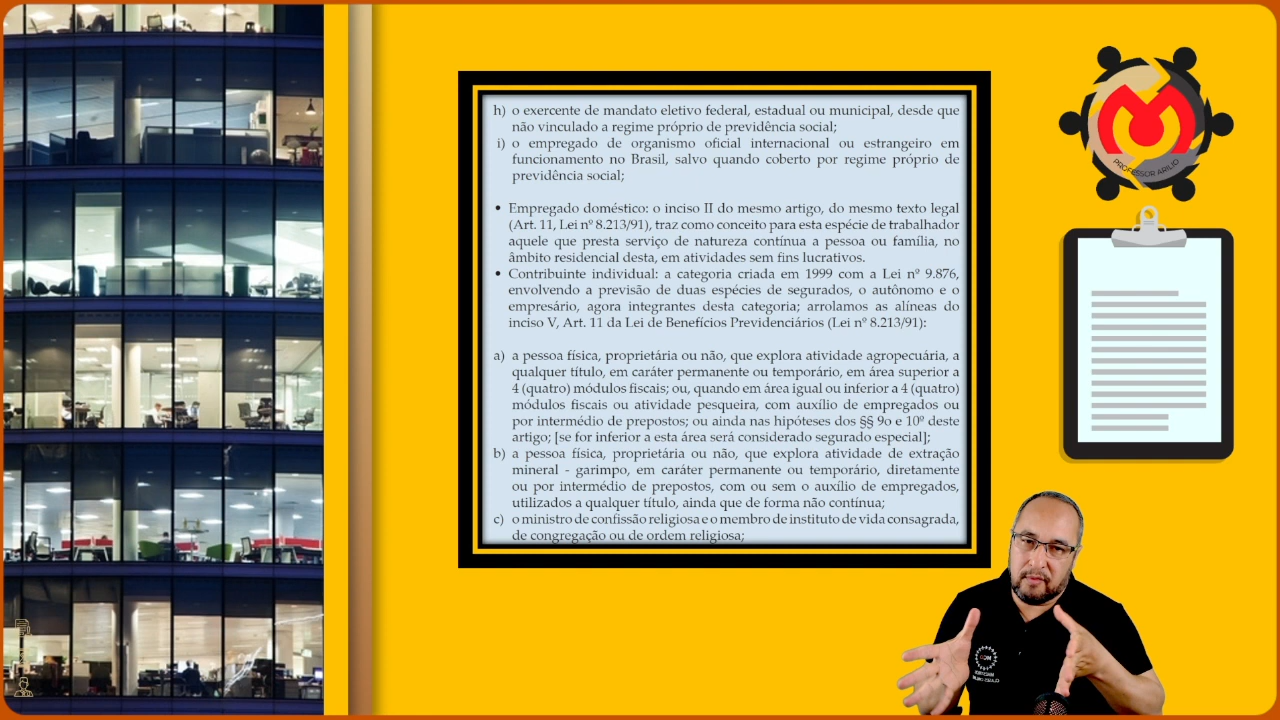 h) o exercente de mandato eletivo federal, estadual ou municipal, desde que
não vinculado a regime próprio de previdência social;
i) o empregado de organismo oficial internacional ou estrangeiro em
funcionamento no Brasil, salvo quando coberto por regime próprio de
previdência social;
• Empregado doméstico: o inciso II do mesmo artigo, do mesmo texto legal
(Art. 11, Lei nº 8.213/91), traz como conceito para esta espécie de trabalhador
aquele que presta serviço de natureza contínua a pessoa ou família, no
âmbito residencial desta, em atividades sem fins lucrativos.
• Contribuinte individual: a categoria criada em 1999 com a Lei nº 9.876,
envolvendo a previsão de duas espécies de segurados, o autônomo e o
empresário, agora integrantes desta categoria; arrolamos as alíneas do
inciso V, Art. 11 da Lei de Benefícios Previdenciários (Lei nº 8.213/91):
a) a pessoa física, proprietária ou não, que explora atividade agropecuária, a
qualquer título, em caráter permanente ou temporário, em área superior a
4 (quatro) módulos fiscais; ou, quando em área igual ou inferior a 4 (quatro)
módulos fiscais ou atividade pesqueira, com auxílio de empregados ou
por intermédio de prepostos; ou ainda nas hipóteses dos §§ 9o e 10º deste
artigo; [se for inferior a esta área será considerado segurado especial];
b) a pessoa física, proprietária ou não, que explora atividade de extração
mineral - garimpo, em caráter permanente ou temporário, diretamente
ou por intermédio de prepostos, com ou sem o auxílio de empregados,
utilizados a qualquer título, ainda que de forma não contínua;
c) o ministro de confissão religiosa e o membro de instituto de vida consagrada,
de congregação ou de ordem religiosa;
PROFESSOR ARIJO